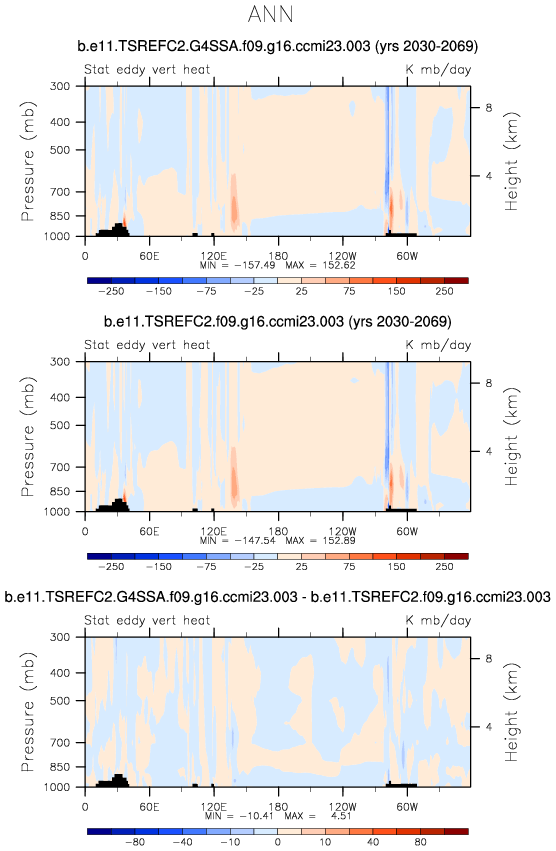 ANN
b.e11.TSREFC2.G4SSA.f09.g16.ccmi23.003 (yrs 2030-2069)
Stat eddy vert heat K mb/day
Pressure (mb)
300
400
500
700
850
1000
Height (km)
8
4
0 60E 120E 180 120W 60W
MIN = −157.49 MAX = 152.62
−250 −150 −75 −25 25 75 150 250
b.e11.TSREFC2.f09.g16.ccmi23.003 (yrs 2030-2069)
Stat eddy vert heat K mb/day
Pressure (mb)
300
400
500
700
850
1000
Height (km)
8
4
0 60E 120E 180 120W 60W
MIN = −147.54 MAX = 152.89
−250 −150 −75 −25 25 75 150 250
b.e11.TSREFC2.G4SSA.f09.g16.ccmi23.003 - b.e11.TSREFC2.f09.g16.ccmi23.003
Stat eddy vert heat K mb/day
Pressure (mb)
300
400
500
700
850
1000
Height (km)
8
4
0 60E 120E 180 120W 60W
MIN = −10.41 MAX = 4.51
−80 −40 −10 0 10 40 80